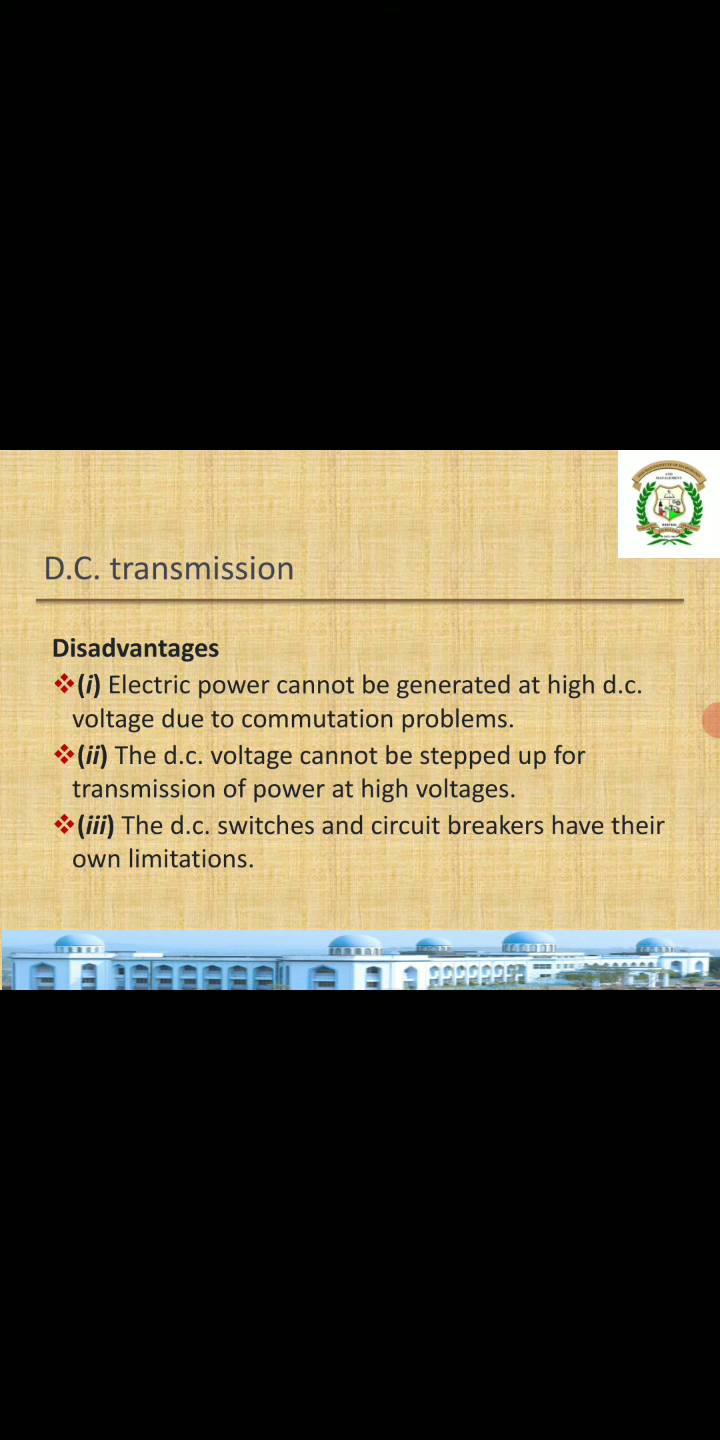 AND
MANAGEMENT
D.C. transmission
Disadvantages
(i) Electric power cannot be generated at high d.c.
voltage due to commutation problems.
(ii) The d.c. voltage cannot be stepped up for
transmission of power at high voltages.
(iii) The d.c. switches and circuit breakers have their
own limitations.